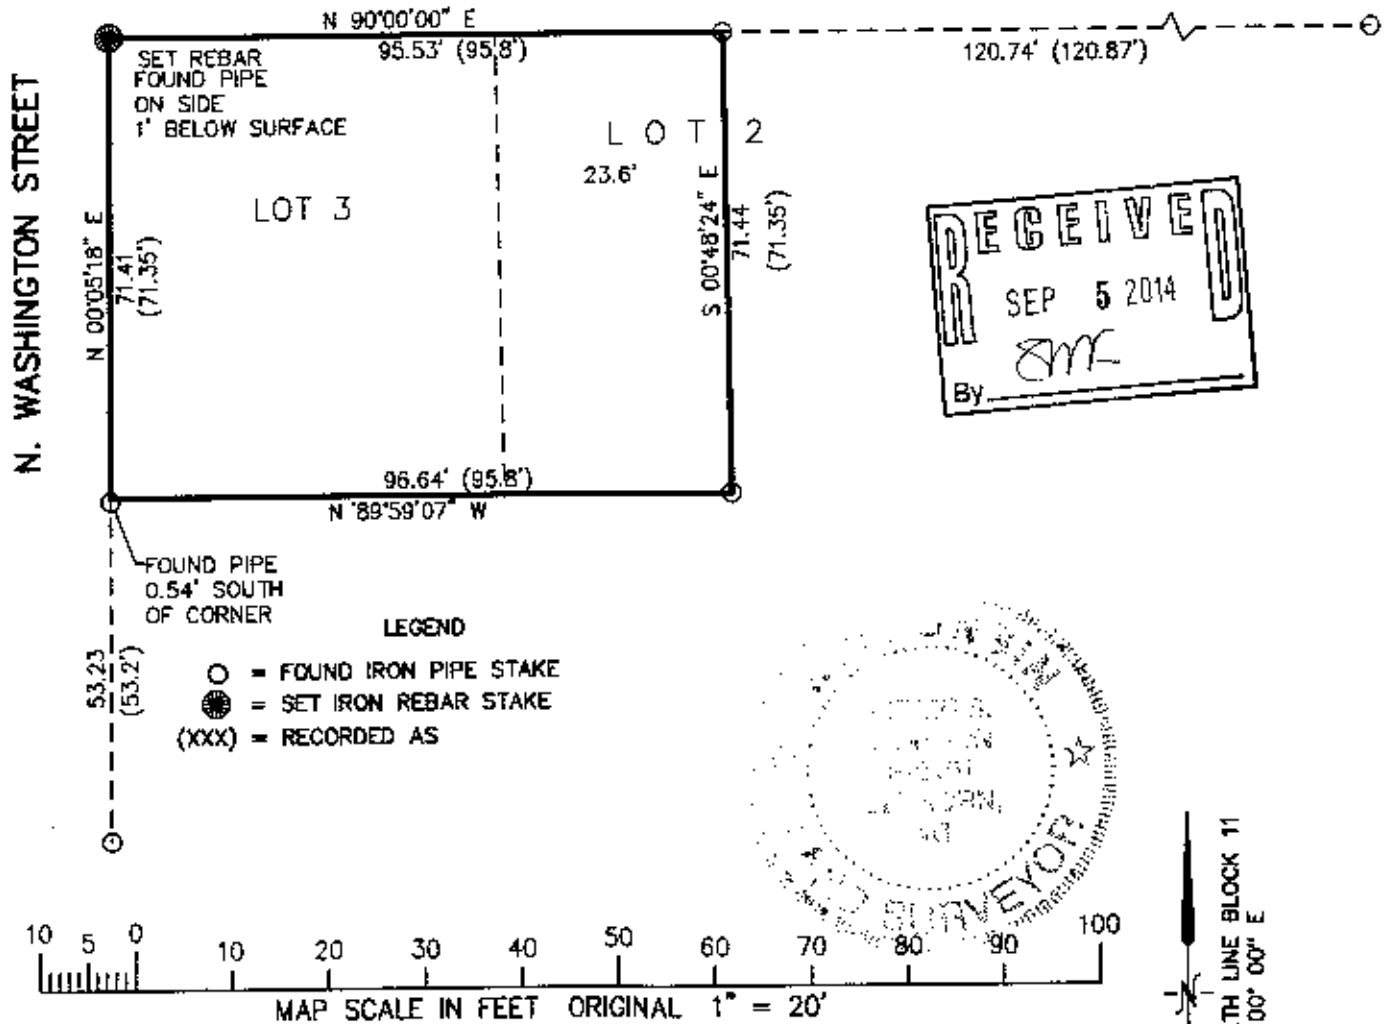 N 90°00'00" E
95.53' (95.8')
120.74' (120.87')
SET REBAR
FOUND PIPE
ON SIDE
1' BELOW SURFACE
N. WASHINGTON STREET
LOT 2
23.6'
LOT 3
N 00°05'18" E
71.41
(71.35')
S 00°48'24" E
71.44
(71.35')
RECEIVED
SEP 5 2014
By
96.64' (95.8')
N 89°59'07" W
FOUND PIPE
0.54' SOUTH
OF CORNER
53.23
(53.2')
LEGEND
= FOUND IRON PIPE STAKE
= SET IRON REBAR STAKE
(XXX) = RECORDED AS
SURVEYOR
10 5 0 10 20 30 40 50 60 70 80 90 100
MAP SCALE IN FEET ORIGINAL 1" = 20'
LINE BLOCK 11
00" E